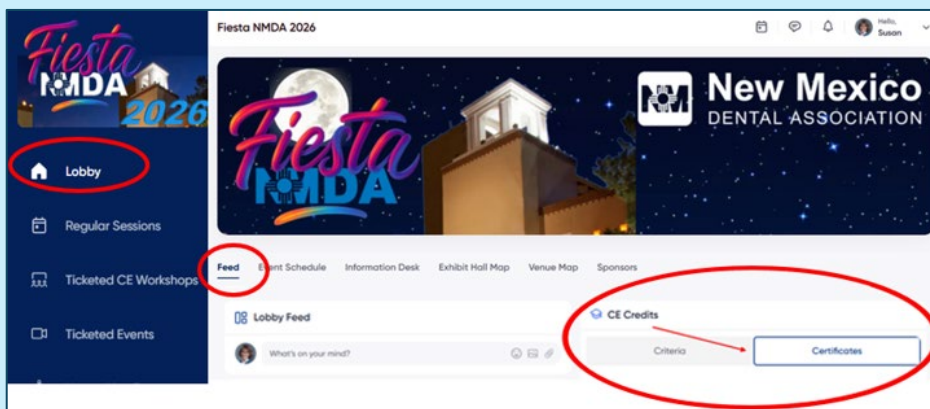 Fiesta
NMDA
2026
Lobby
Regular Sessions
Ticketed CE Workshops
Ticketed Events
Fiesta NMDA 2026
Hello,
Susan
Fiesta
NMDA
NM
New Mexico
DENTAL ASSOCIATION
Feed Event Schedule Information Desk Exhibit Hall Map Venue Map Sponsors
Lobby Feed
What's on your mind?
CE Credits
Criteria Certificates